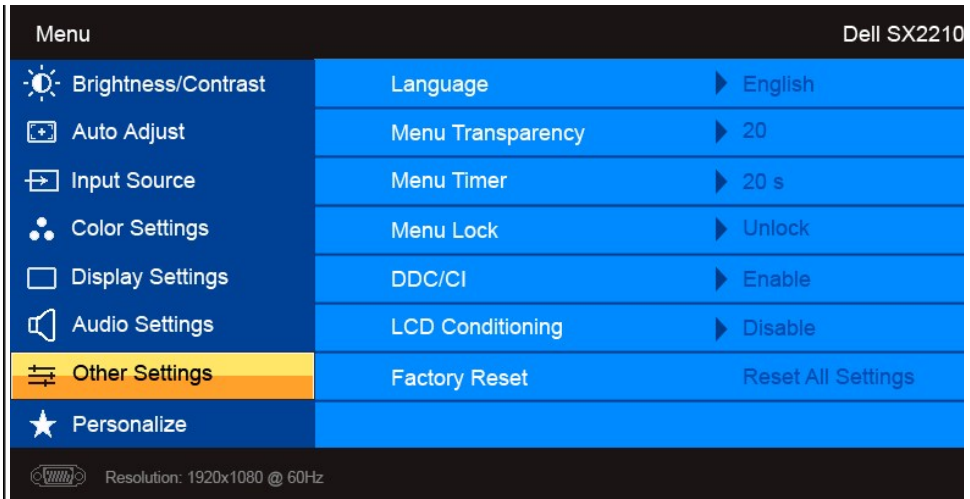 Menu Dell SX2210
Brightness/Contrast Language English
Auto Adjust Menu Transparency 20
Input Source Menu Timer 20 s
Color Settings Menu Lock Unlock
Display Settings DDC/CI Enable
Audio Settings LCD Conditioning Disable
Other Settings Factory Reset Reset All Settings
Personalize
Resolution: 1920x1080 @ 60Hz